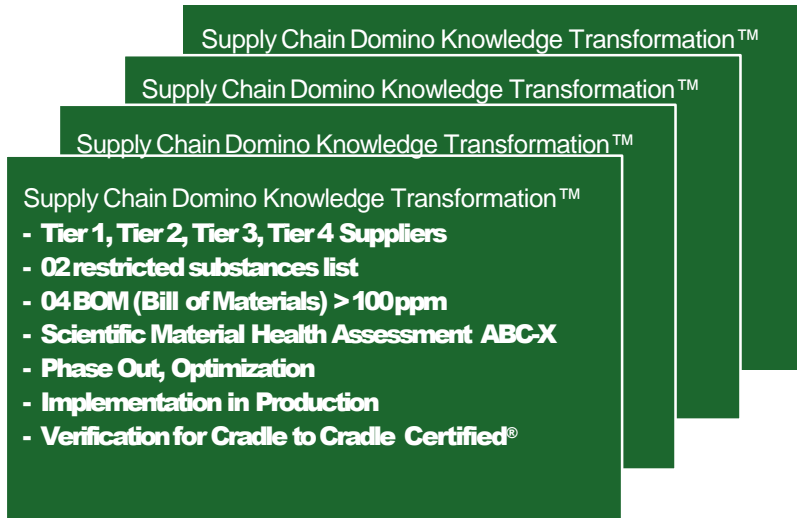 Supply Chain Domino Knowledge Transformation™
Supply Chain Domino Knowledge Transformation™
Supply Chain Domino Knowledge Transformation™
Supply Chain Domino Knowledge Transformation™
- Tier 1, Tier 2, Tier 3, Tier 4 Suppliers
- 02 restricted substances list
- 04 BOM (Bill of Materials) > 100 ppm
- Scientific Material Health Assessment ABC-X
- Phase Out, Optimization
- Implementation in Production
- Verification for Cradle to Cradle Certified®